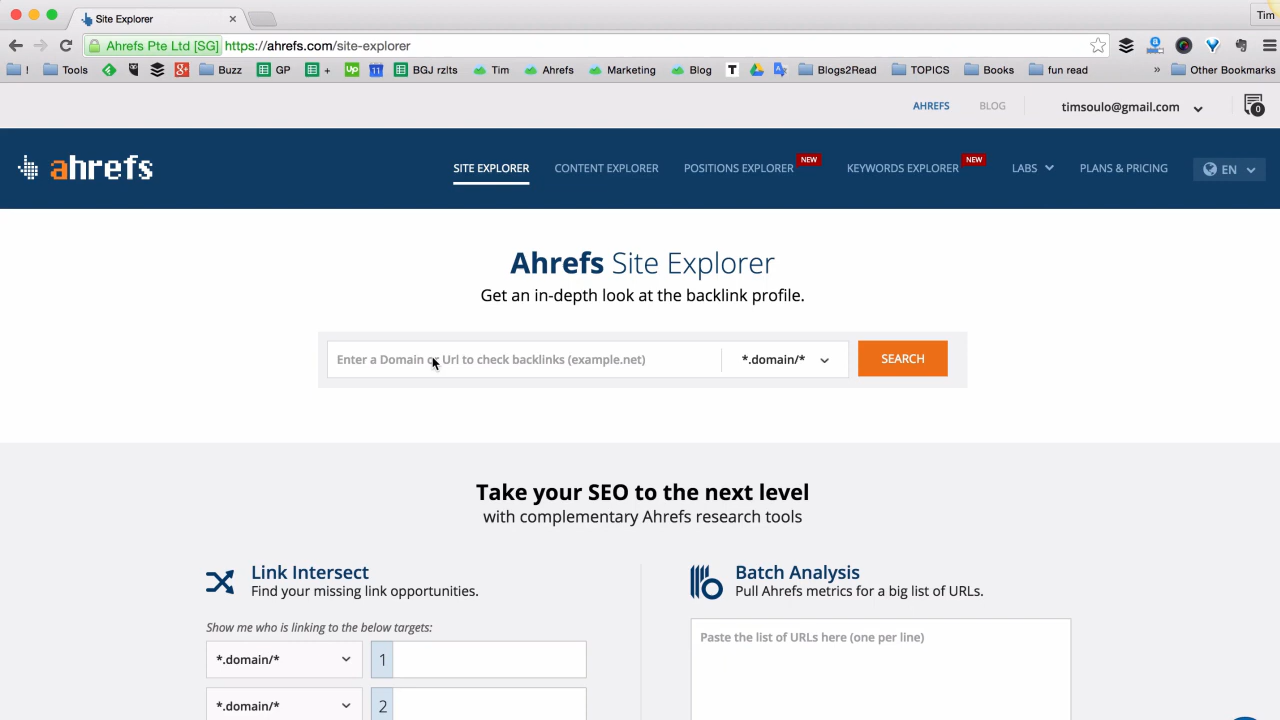 Site Explorer
Tim
Ahrefs Pte Ltd [SG] https://ahrefs.com/site-explorer
! Tools Buzz GP + up 11 BGJ rzlts Tim Ahrefs Marketing Blog T Blogs2Read TOPICS Books fun read » Other Bookmarks
AHREFS BLOG timsoulo@gmail.com 0
ahrefs SITE EXPLORER CONTENT EXPLORER POSITIONS EXPLORER NEW KEYWORDS EXPLORER NEW LABS PLANS & PRICING EN
Ahrefs Site Explorer
Get an in-depth look at the backlink profile.
Enter a Domain or Url to check backlinks (example.net) *.domain/* SEARCH
Take your SEO to the next level
with complementary Ahrefs research tools
Link Intersect
Find your missing link opportunities.
Show me who is linking to the below targets:
*.domain/* 1
*.domain/* 2
Batch Analysis
Pull Ahrefs metrics for a big list of URLs.
Paste the list of URLs here (one per line)